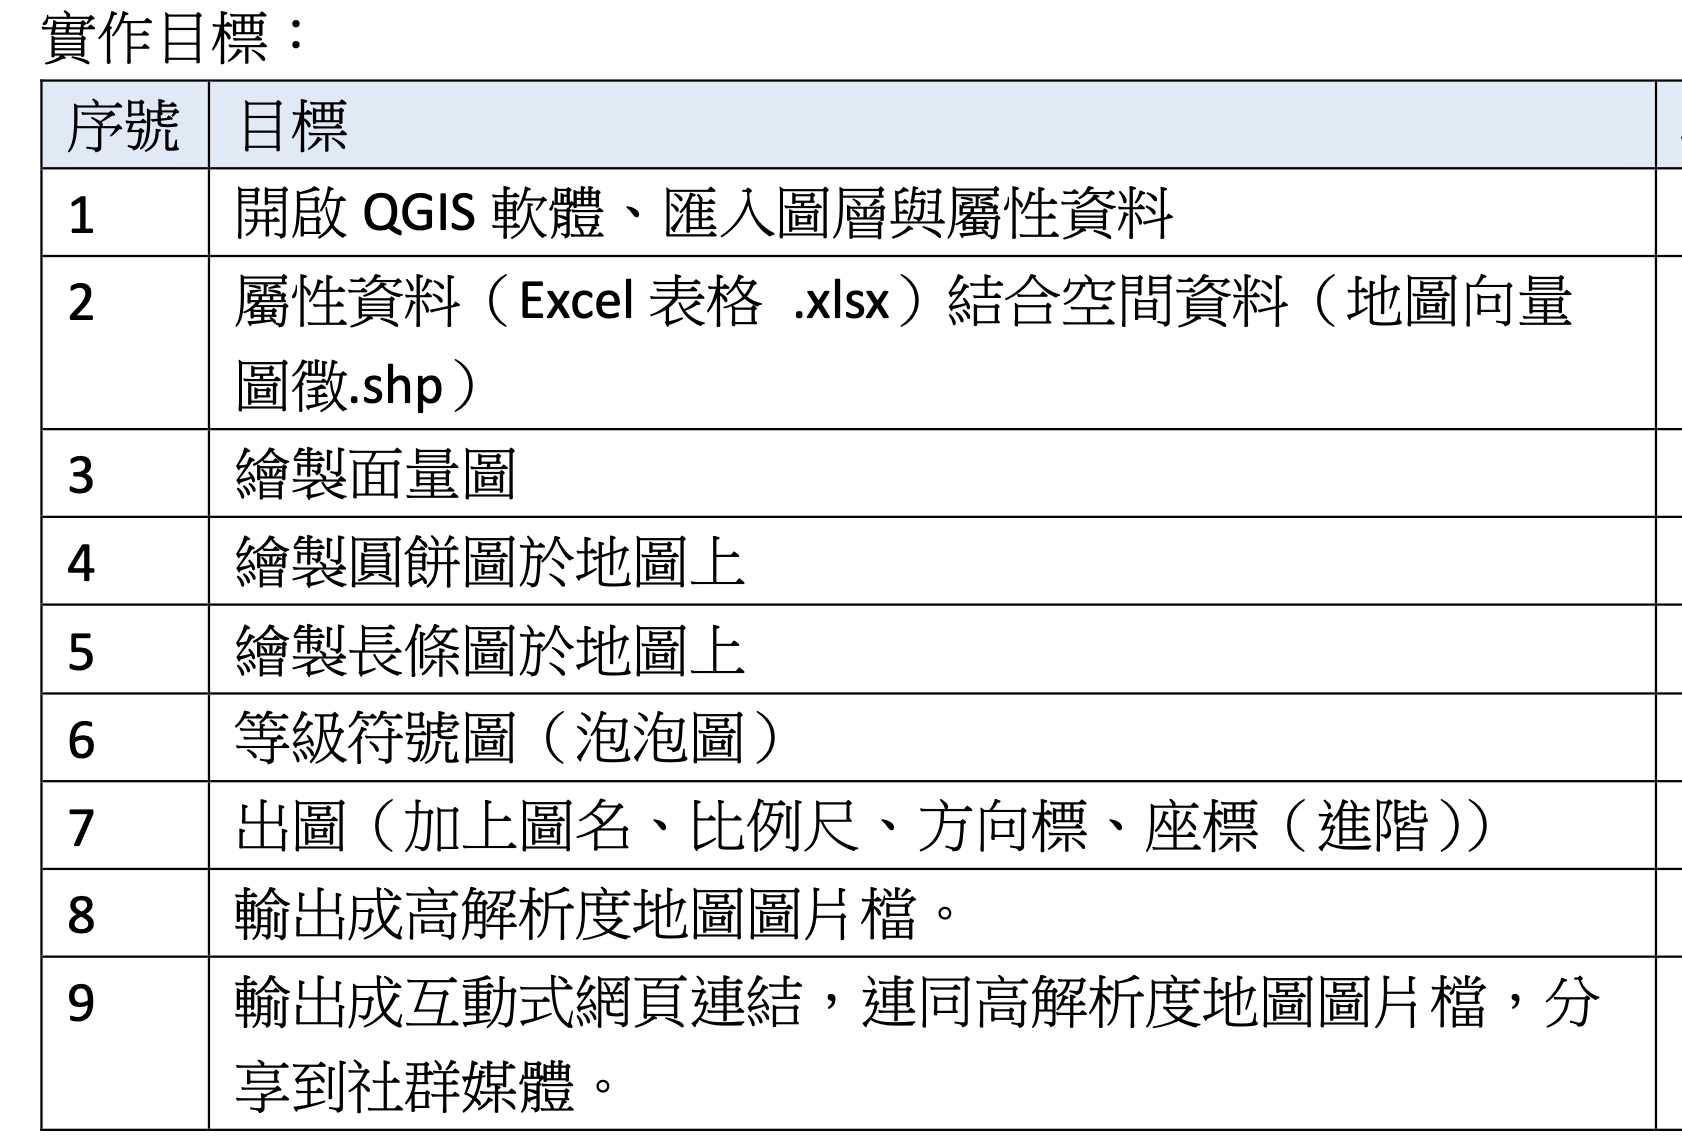 實作目標：
序號 目標
1 開啟 QGIS 軟體、匯入圖層與屬性資料
2 屬性資料（Excel 表格 .xlsx）結合空間資料（地圖向量
圖徵.shp）
3 繪製面量圖
4 繪製圓餅圖於地圖上
5 繪製長條圖於地圖上
6 等級符號圖（泡泡圖）
7 出圖（加上圖名、比例尺、方向標、座標（進階））
8 輸出成高解析度地圖圖片檔。
9 輸出成互動式網頁連結，連同高解析度地圖圖片檔，分
享到社群媒體。